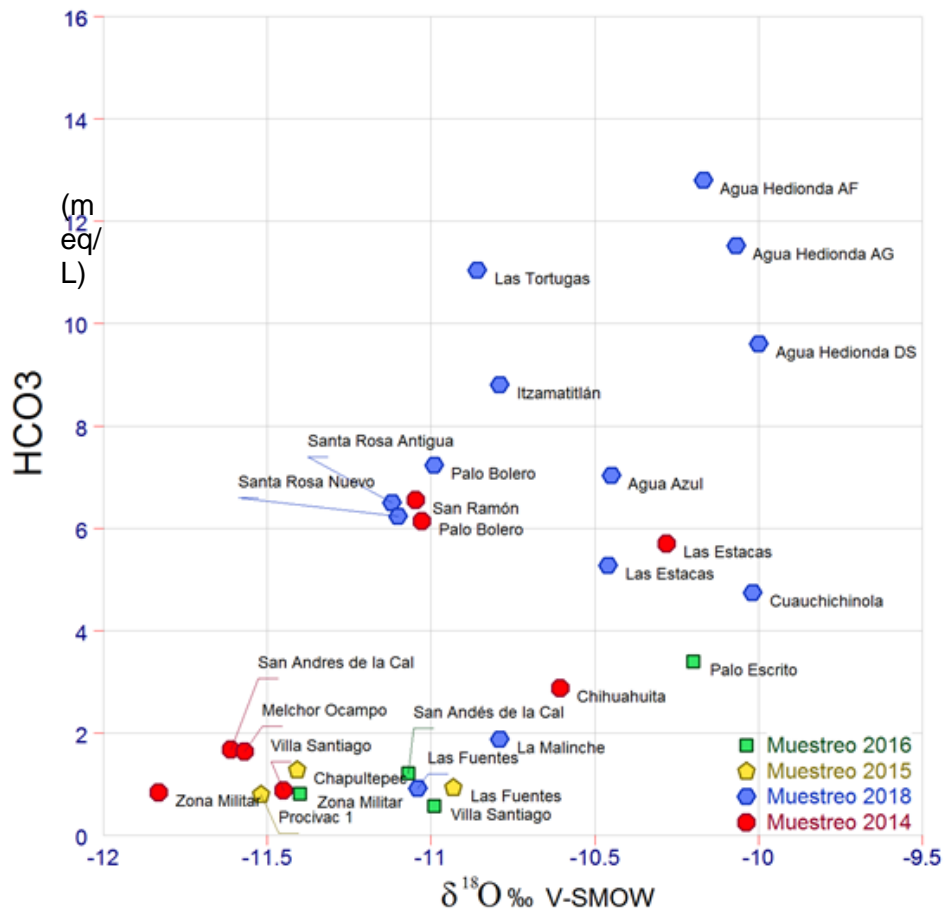 16
14
(m
eq/
L)
12
10
8
6
4
2
0
HCO3
Agua Hedionda AF
Agua Hedionda AG
Las Tortugas
Agua Hedionda DS
Itzamatitlán
Santa Rosa Antigua
Palo Bolero
Agua Azul
Santa Rosa Nuevo
San Ramón
Palo Bolero
Las Estacas
Las Estacas
Cuauchichinola
San Andres de la Cal
Palo Escrito
Chihuahuita
Melchor Ocampo
San Andés de la Cal
Villa Santiago
Las Fuentes
La Malinche
Chapultepec
Zona Militar
Zona Militar
Las Fuentes
Procivac 1
Villa Santiago
Muestreo 2016
Muestreo 2015
Muestreo 2018
Muestreo 2014
-12 -11.5 -11 -10.5 -10 -9.5
δ¹⁸O ‰ V-SMOW